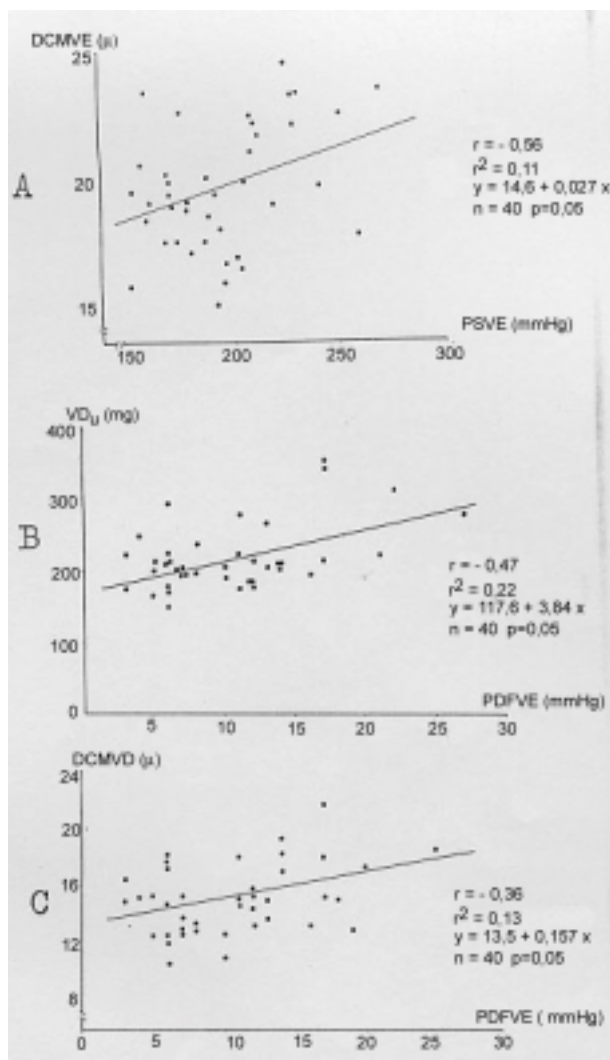 DCMVE (µ)
25
20
15
A
r = - 0,56
r² = 0,11
y = 14,6 + 0,027 x
n = 40 p=0,05
PSVE (mmHg)
150 200 250 300
VDu (mg)
400
300
200
100
0
B
r = - 0,47
r² = 0,22
y = 117,6 + 3,84 x
n = 40 p=0,05
PDFVE (mmHg)
5 10 15 20 25 30
DCMVD (µ)
24
20
16
12
8
C
r = - 0,36
r² = 0,13
y = 13,5 + 0,157 x
n = 40 p=0,05
PDFVE ( mmHg)
0 5 10 15 20 25 30